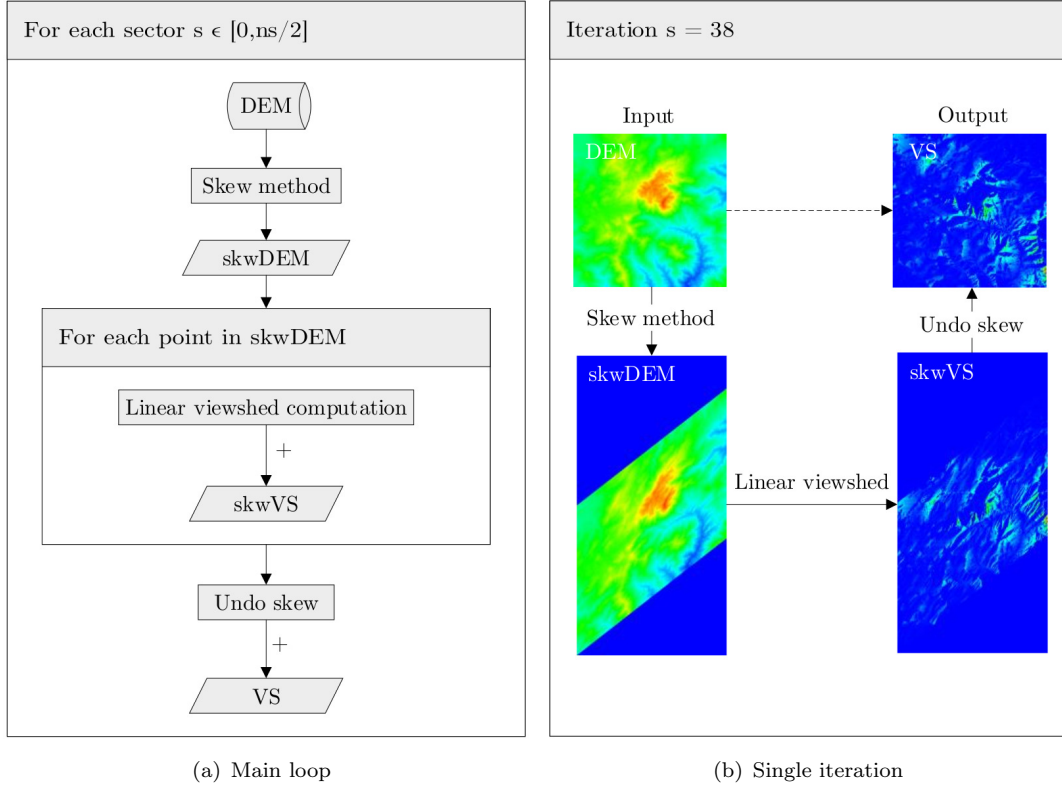 For each sector s ϵ [0,ns/2]
DEM
Skew method
skwDEM
For each point in skwDEM
Linear viewshed computation
+
skwVS
Undo skew
+
VS
(a) Main loop
Iteration s = 38
Input
Output
DEM
VS
Skew method
Undo skew
skwDEM
skwVS
Linear viewshed
(b) Single iteration